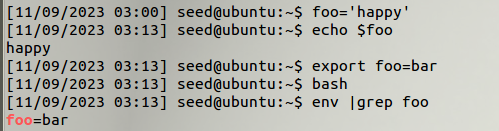 [11/09/2023 03:00] seed@ubuntu:~$ foo='happy'
[11/09/2023 03:13] seed@ubuntu:~$ echo $foo
happy
[11/09/2023 03:13] seed@ubuntu:~$ export foo=bar
[11/09/2023 03:13] seed@ubuntu:~$ bash
[11/09/2023 03:13] seed@ubuntu:~$ env |grep foo
foo=bar